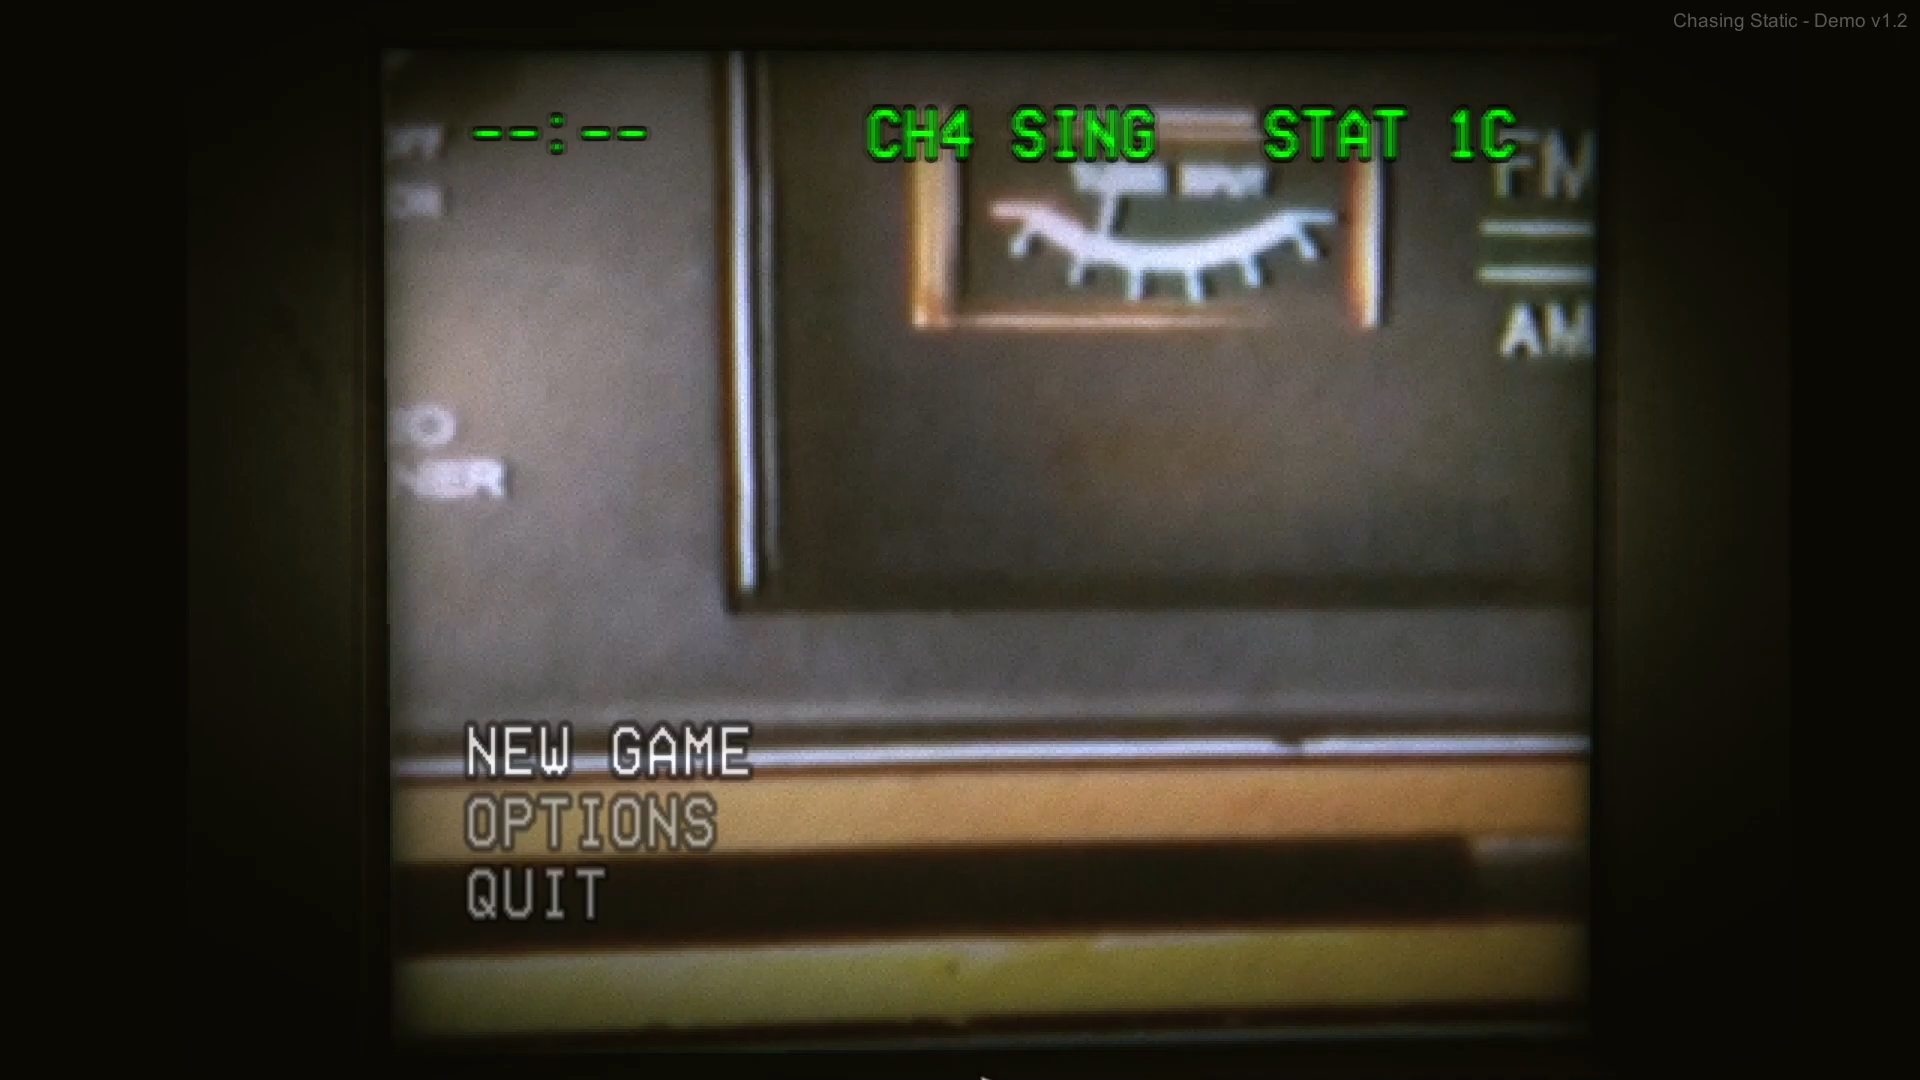 Chasing Static - Demo v1.2
--:-- CH4 SING STAT 1C
FM
AM
NEW GAME
OPTIONS
QUIT